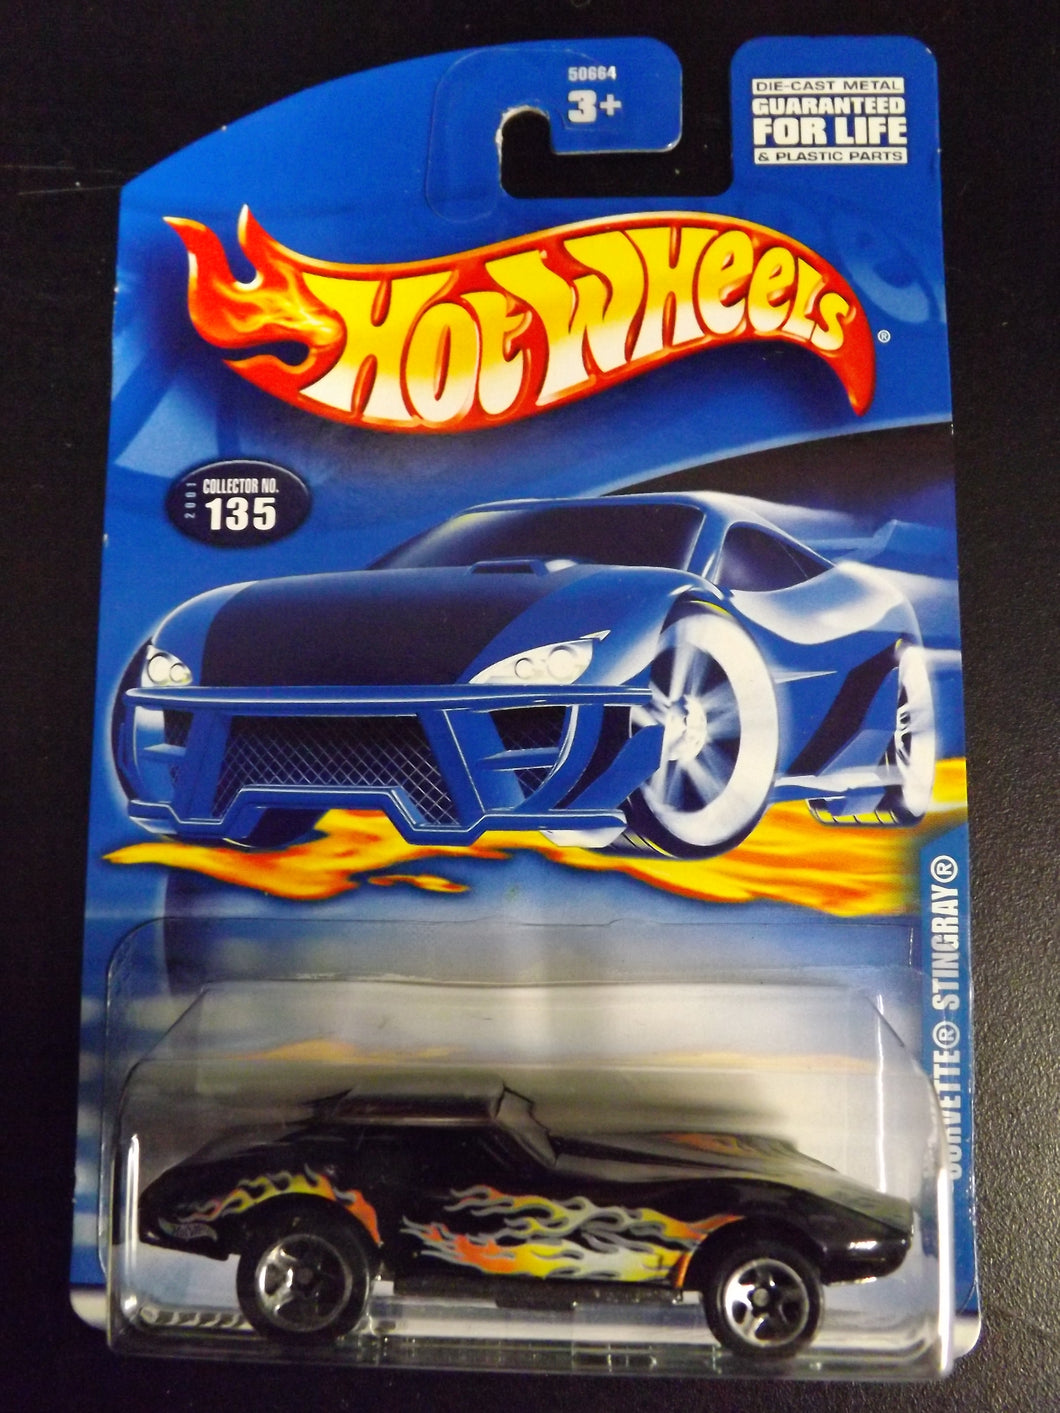 50664
3+
DIE-CAST METAL
GUARANTEED
FOR LIFE
& PLASTIC PARTS
HOT WHEELS®
2001
COLLECTOR NO.
135
CORVETTE® STINGRAY®